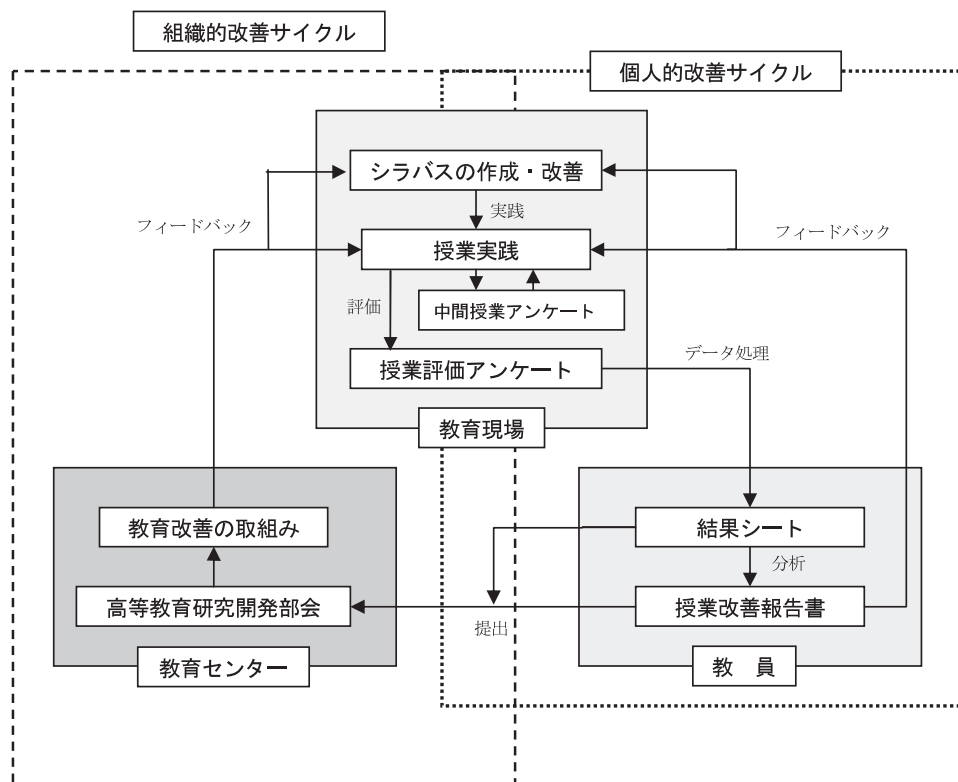 組織的改善サイクル
個人的改善サイクル
シラバスの作成・改善
実践
フィードバック
フィードバック
授業実践
評価
中間授業アンケート
データ処理
授業評価アンケート
教育現場
教育改善の取組み
結果シート
分析
高等教育研究開発部会
提出
授業改善報告書
教育センター
教　員